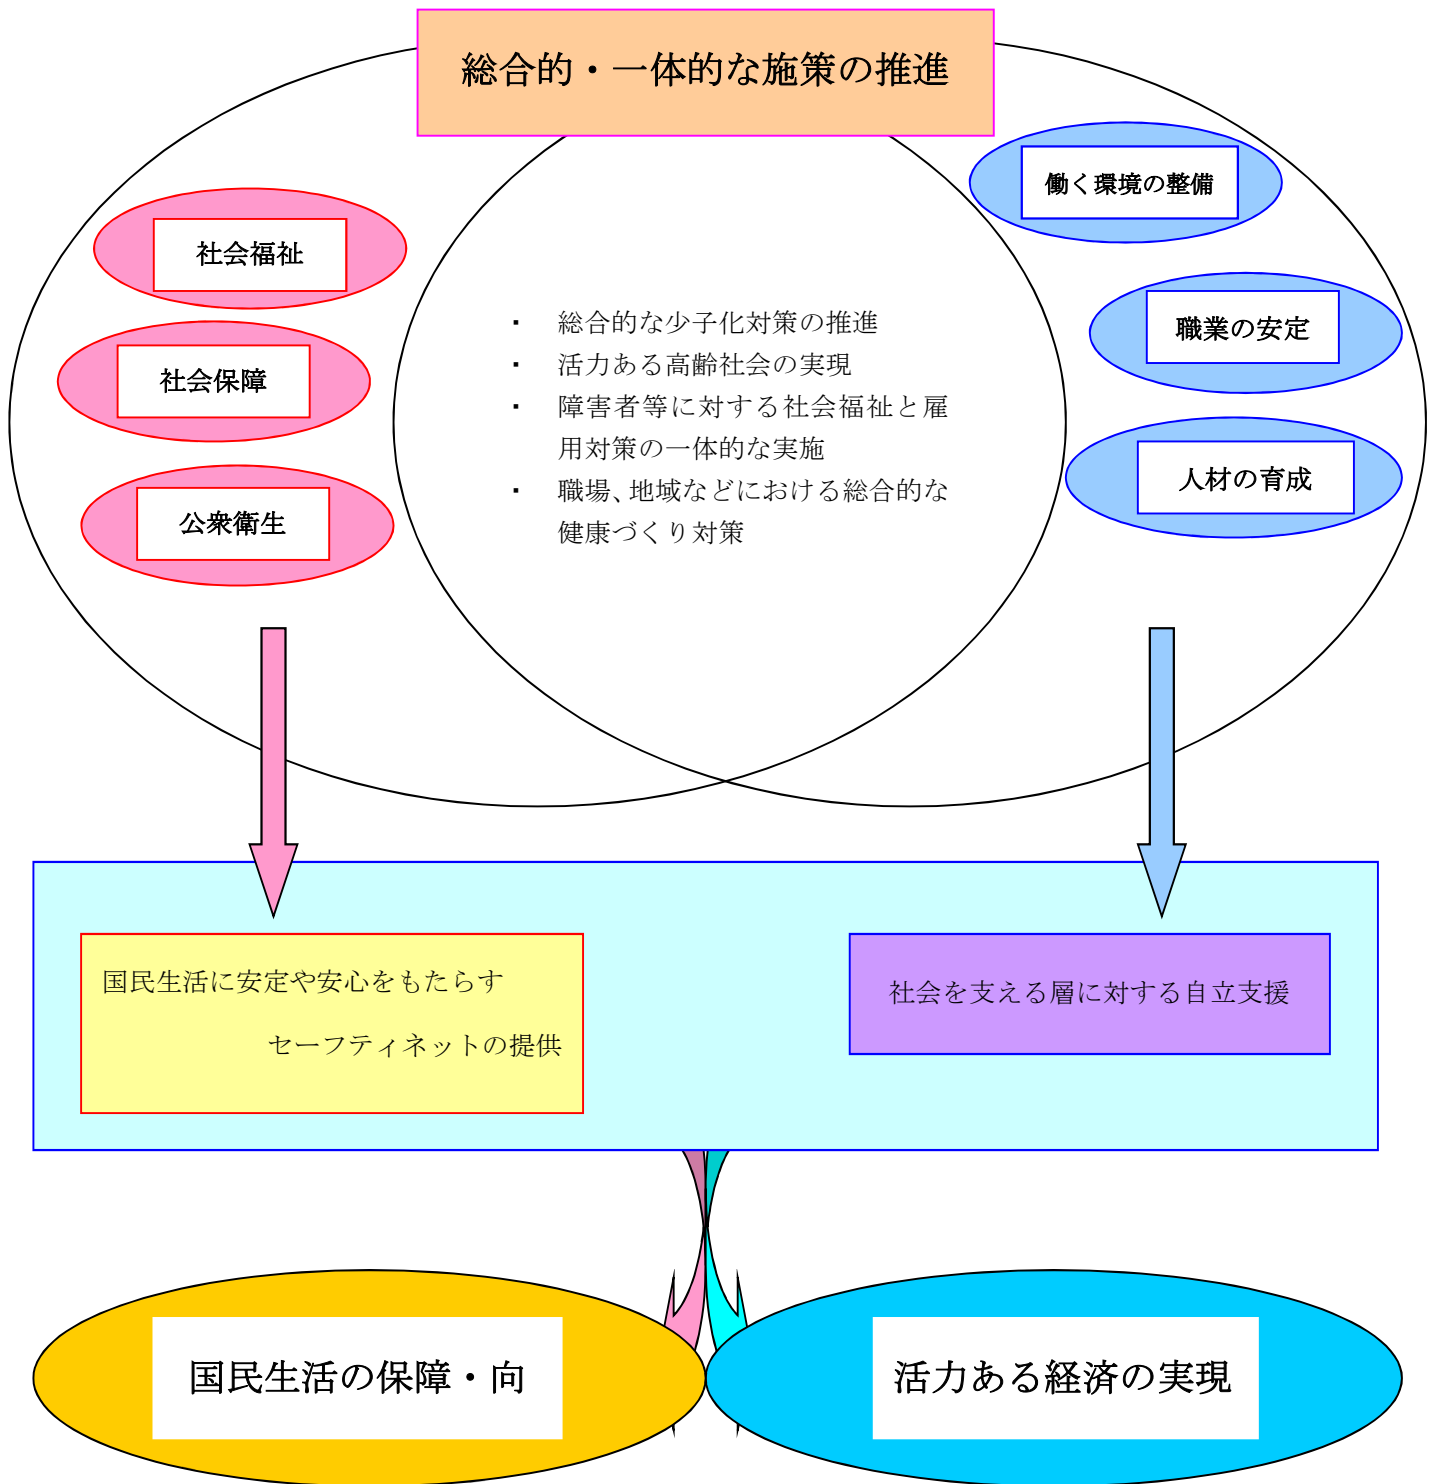 総合的・一体的な施策の推進
社会福祉
社会保障
公衆衛生
・ 総合的な少子化対策の推進
・ 活力ある高齢社会の実現
・ 障害者等に対する社会福祉と雇
用対策の一体的な実施
・ 職場、地域などにおける総合的な
健康づくり対策
働く環境の整備
職業の安定
人材の育成
国民生活に安定や安心をもたらす
セーフティネットの提供
社会を支える層に対する自立支援
国民生活の保障・向
活力ある経済の実現